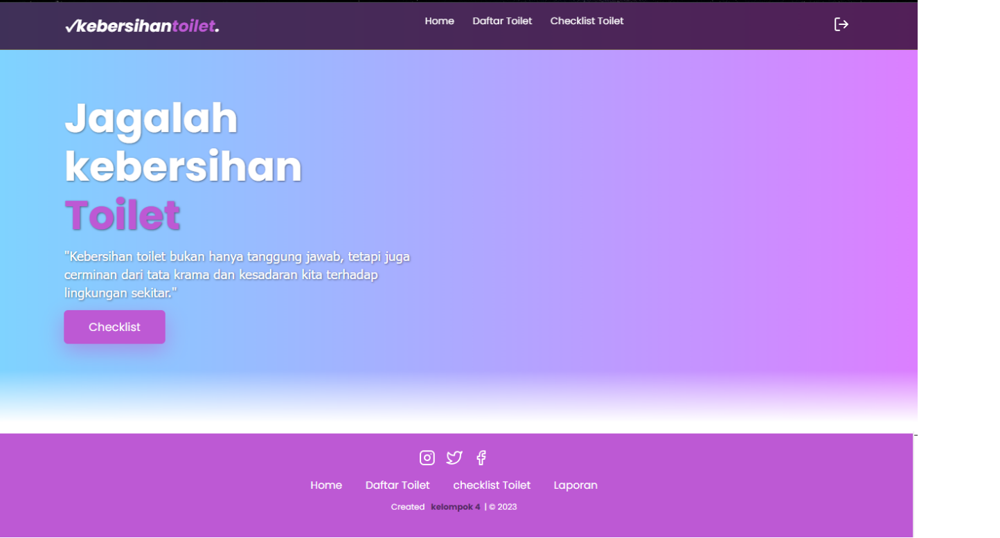 ✓kebersihantoilet.
Home Daftar Toilet Checklist Toilet
Jagalah
kebersihan
Toilet
"Kebersihan toilet bukan hanya tanggung jawab, tetapi juga
cerminan dari tata krama dan kesadaran kita terhadap
lingkungan sekitar."
Checklist
Home Daftar Toilet checklist Toilet Laporan
Created kelompok 4 | © 2023